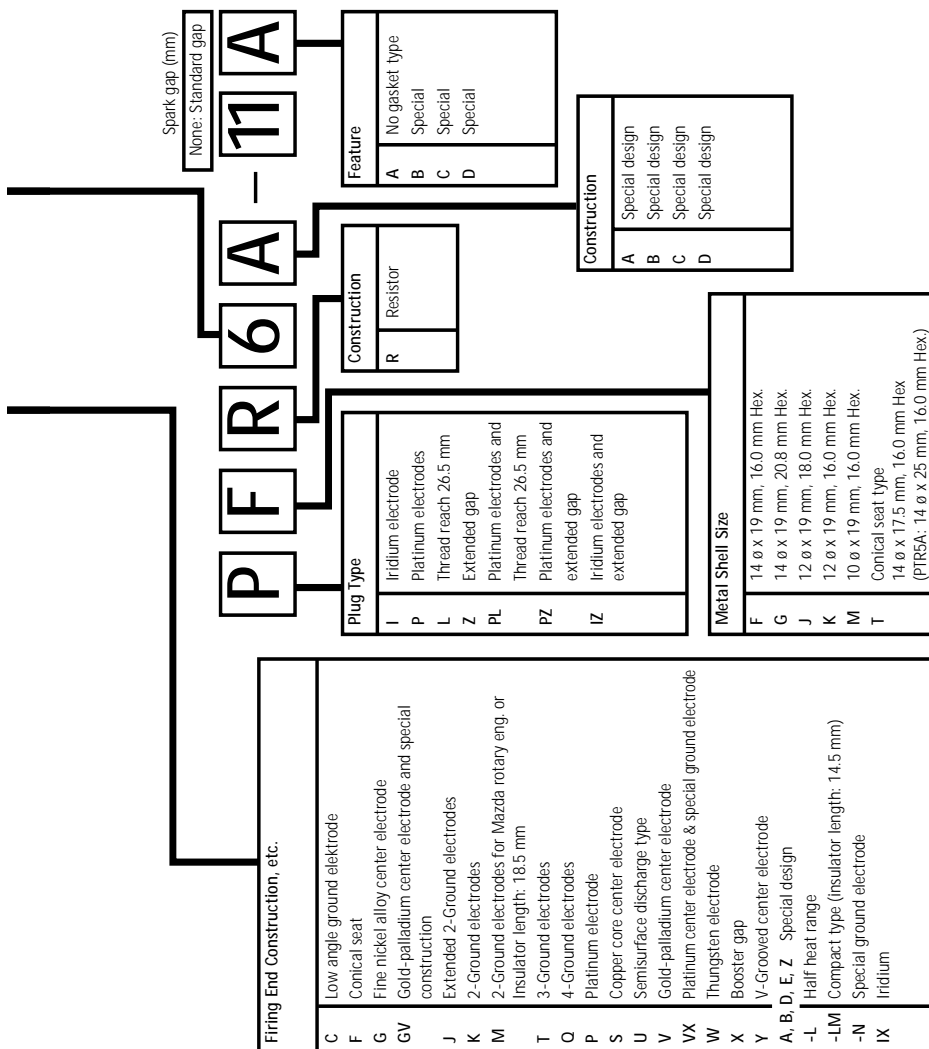 Spark gap (mm)
None: Standard gap
P F R 6 A – 11 A
Feature
A No gasket type
B Special
C Special
D Special
Construction
R Resistor
Construction
A Special design
B Special design
C Special design
D Special design
Plug Type
I Iridium electrode
P Platinum electrodes
L Thread reach 26.5 mm
Z Extended gap
PL Platinum electrodes and
Thread reach 26.5 mm
PZ Platinum electrodes and
extended gap
IZ Iridium electrodes and
extended gap
Metal Shell Size
F 14 ø x 19 mm, 16.0 mm Hex.
G 14 ø x 19 mm, 20.8 mm Hex.
J 12 ø x 19 mm, 18.0 mm Hex.
K 12 ø x 19 mm, 16.0 mm Hex.
M 10 ø x 19 mm, 16.0 mm Hex.
T Conical seat type
14 ø x 17.5 mm, 16.0 mm Hex
(PTR5A: 14 ø x 25 mm, 16.0 mm Hex.)
Firing End Construction, etc.
C Low angle ground elektrode
F Conical seat
G Fine nickel alloy center electrode
GV Gold-palladium center electrode and special
construction
J Extended 2-Ground electrodes
K 2-Ground electrodes
M 2-Ground electrodes for Mazda rotary eng. or
Insulator length: 18.5 mm
T 3-Ground electrodes
Q 4-Ground electrodes
P Platinum electrode
S Copper core center electrode
U Semisurface discharge type
V Gold-palladium center electrode
VX Platinum center electrode & special ground electrode
W Thungsten electrode
X Booster gap
Y V-Grooved center electrode
A, B, D, E, Z Special design
-L Half heat range
-LM Compact type (insulator length: 14.5 mm)
-N Special ground electrode
IX Iridium